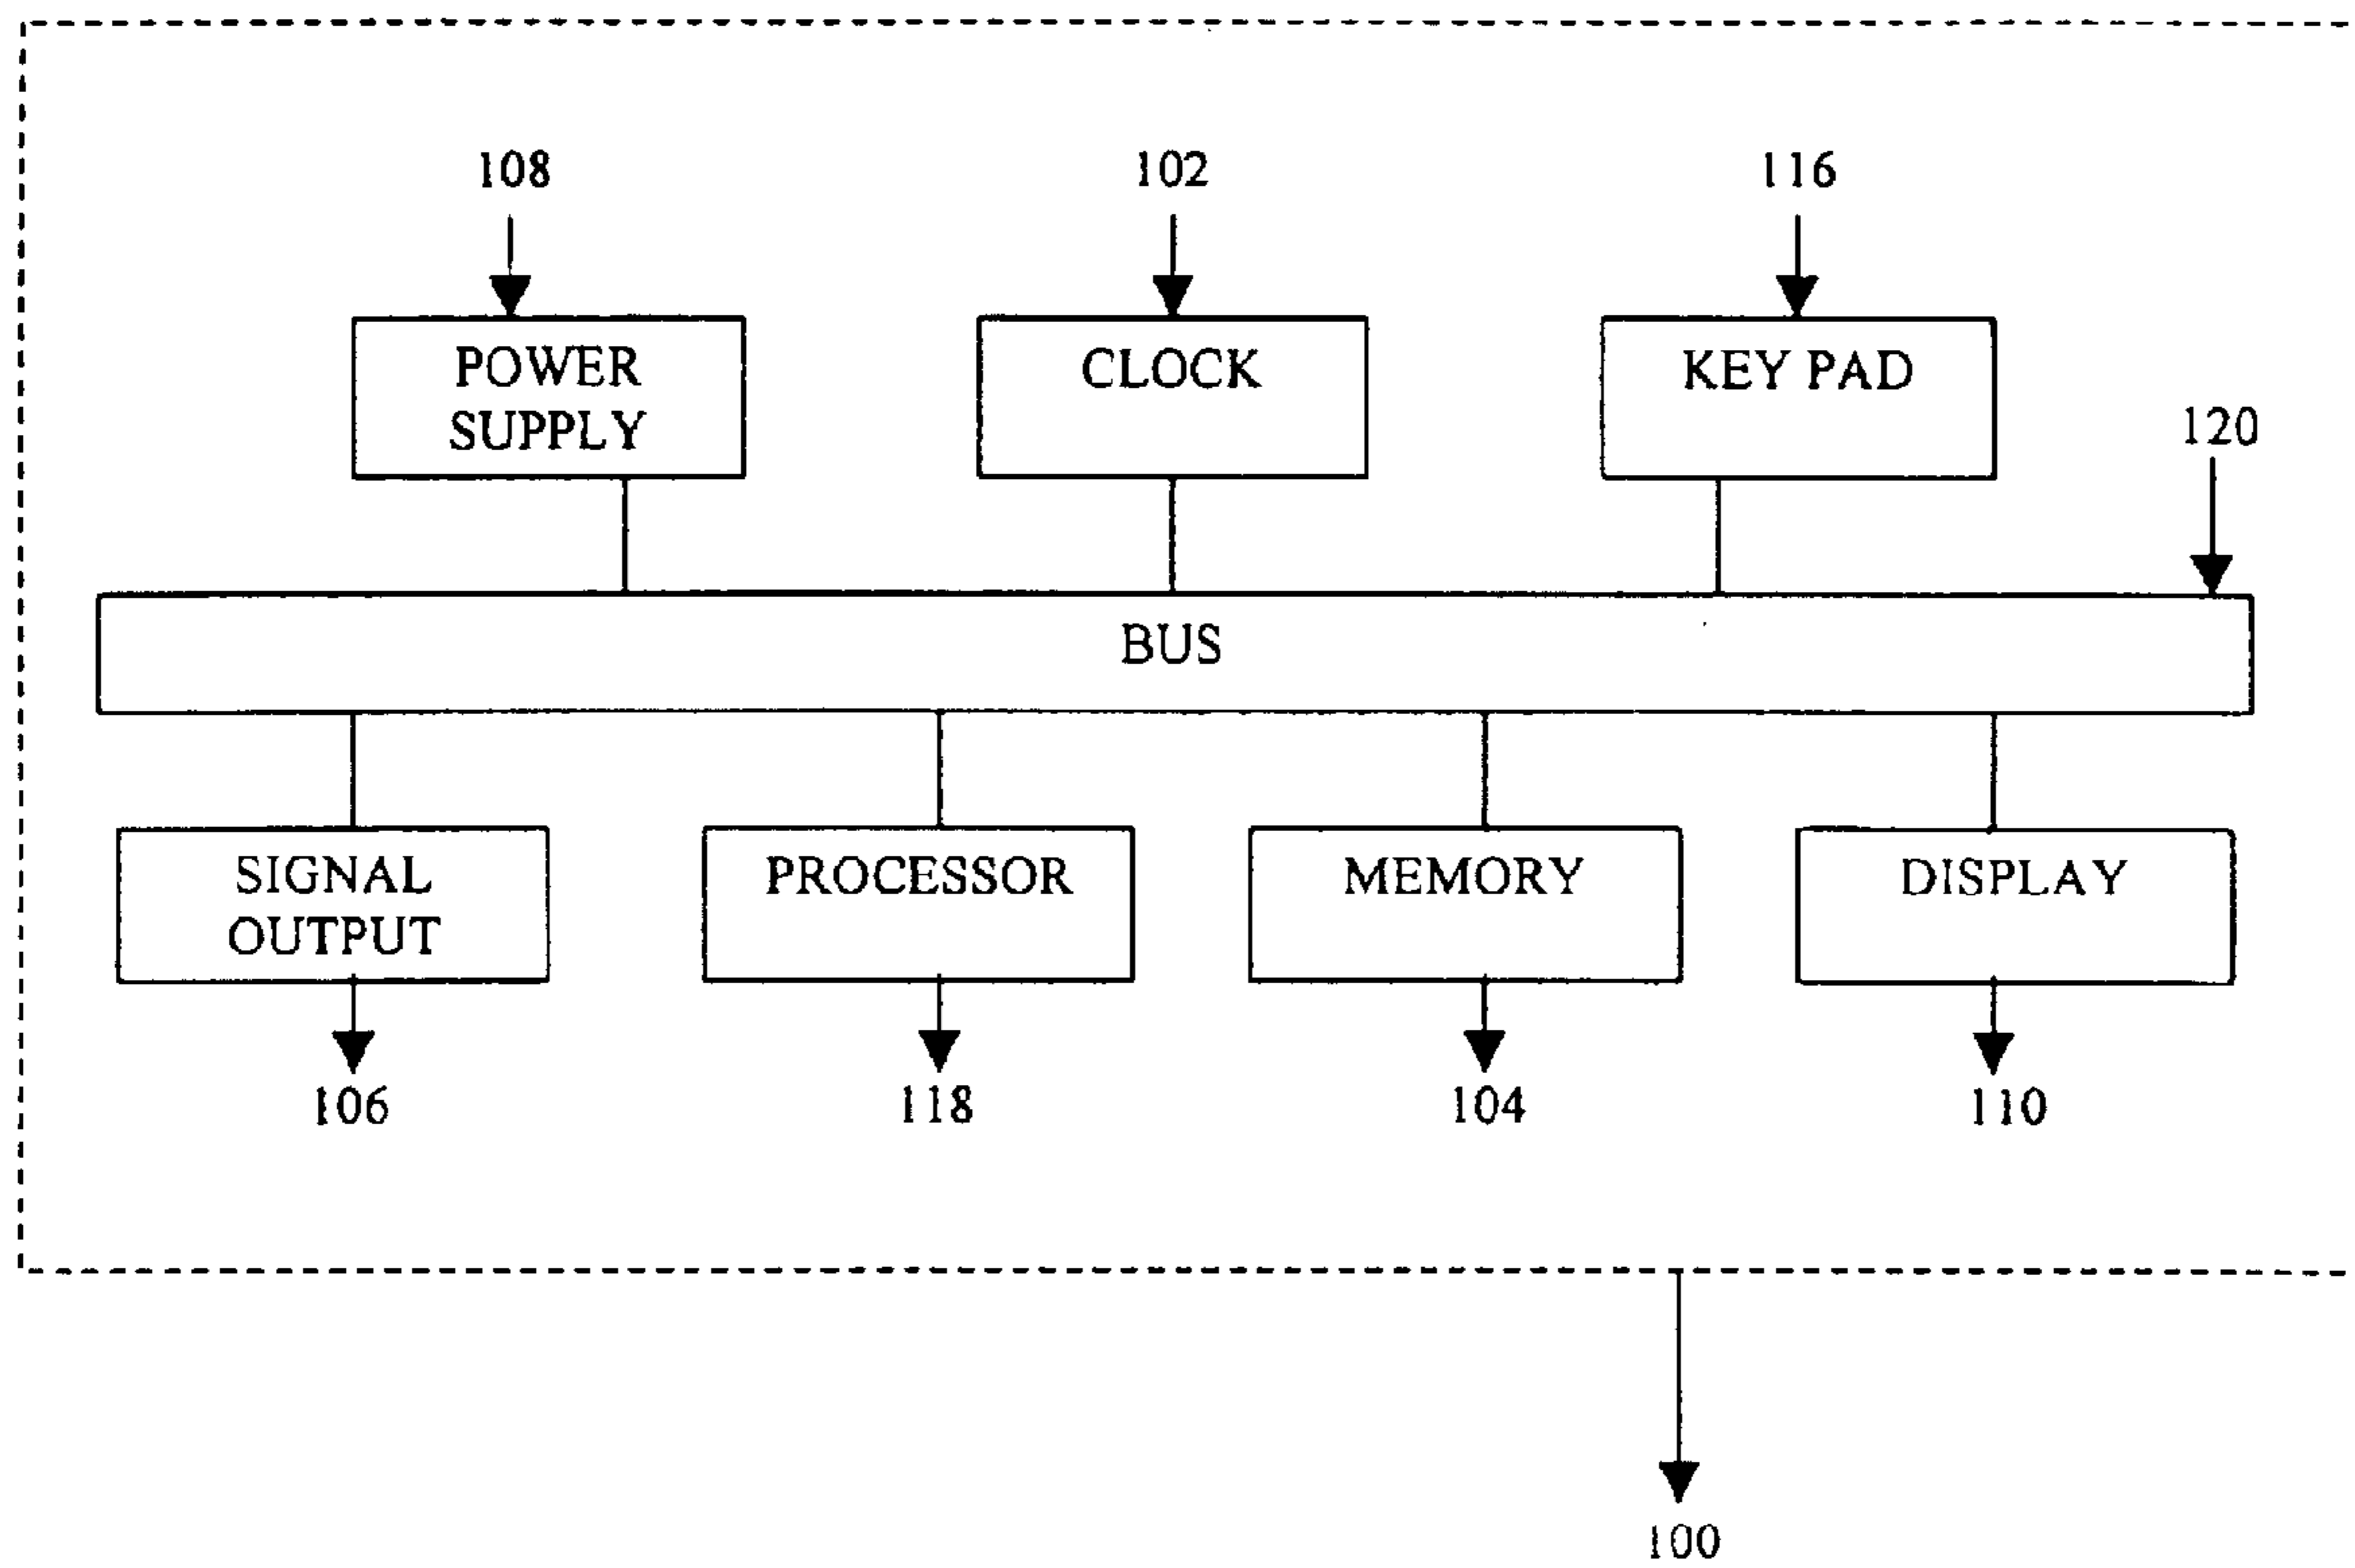 108
102
116
POWER
SUPPLY
CLOCK
KEY PAD
120
BUS
SIGNAL
OUTPUT
PROCESSOR
MEMORY
DISPLAY
106
118
104
110
100